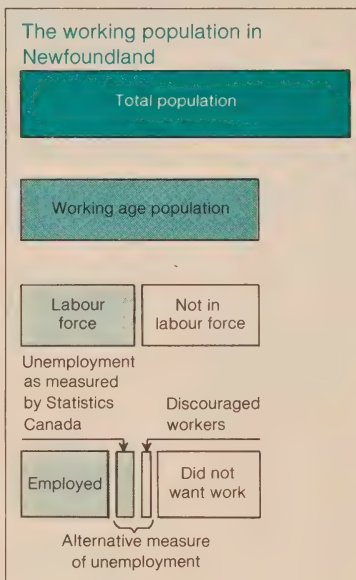 The working population in
Newfoundland
Total population
Working age population
Labour
force
Not in
labour force
Unemployment
as measured
by Statistics
Canada
Discouraged
workers
Employed
Did not
want work
Alternative measure
of unemployment